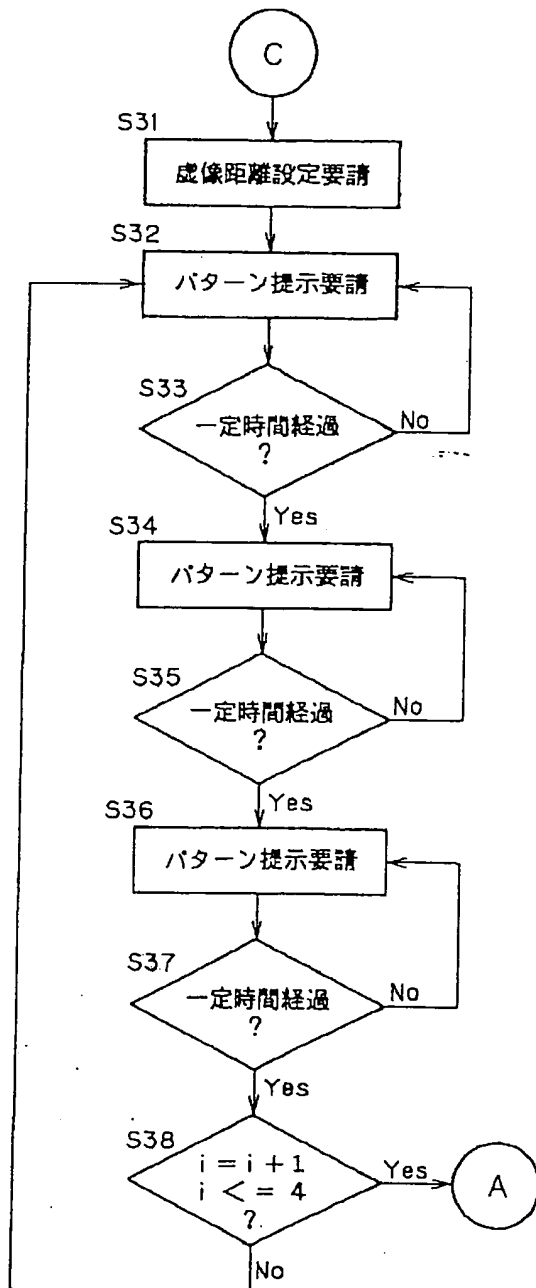 C
S31
虚像距離設定要請
S32
パターン提示要請
S33
一定時間経過
?
No
Yes
S34
パターン提示要請
S35
一定時間経過
?
No
Yes
S36
パターン提示要請
S37
一定時間経過
?
No
Yes
S38
i = i + 1
i < = 4
?
Yes
A
No